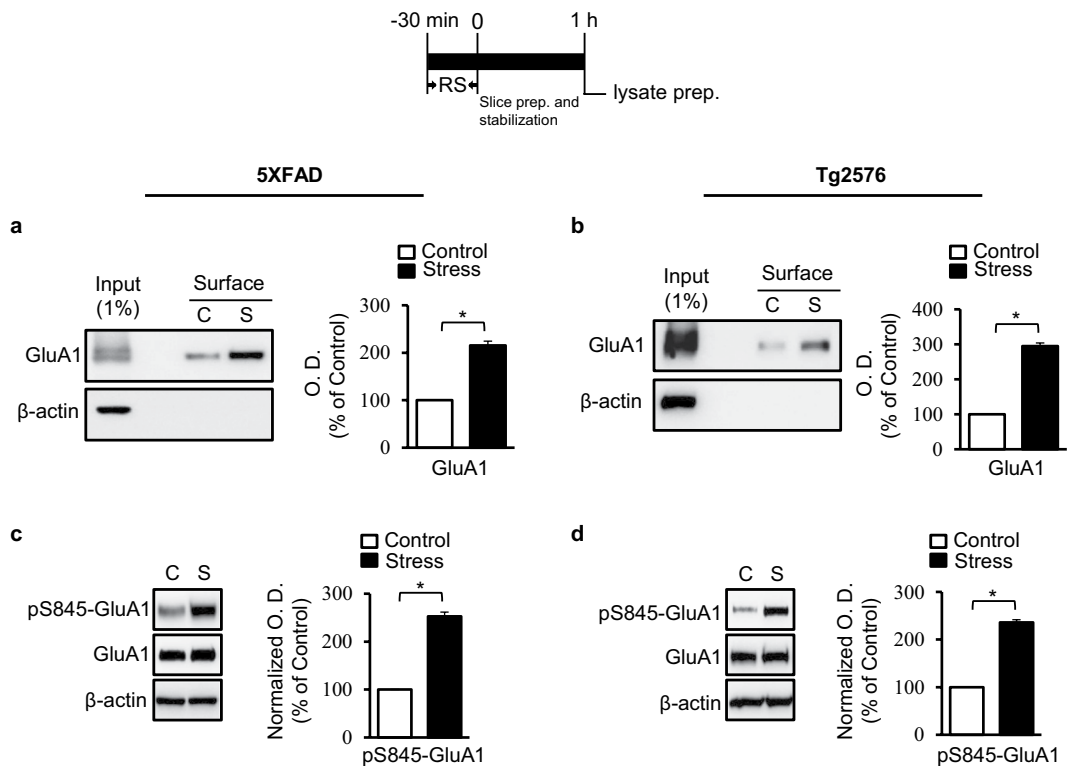 -30 min 0 1 h
RS
Slice prep. and
stabilization
lysate prep.
5XFAD
Tg2576
a
Input
(1%)
Surface
C S
GluA1
β-actin
Control
Stress
O. D.
(% of Control)
300
200
100
0
*
GluA1
b
Input
(1%)
Surface
C S
GluA1
β-actin
Control
Stress
O. D.
(% of Control)
400
300
200
100
0
*
GluA1
c
C S
pS845-GluA1
GluA1
β-actin
Control
Stress
Normalized O. D.
(% of Control)
300
200
100
0
*
pS845-GluA1
d
C S
pS845-GluA1
GluA1
β-actin
Control
Stress
Normalized O. D.
(% of Control)
300
200
100
0
*
pS845-GluA1